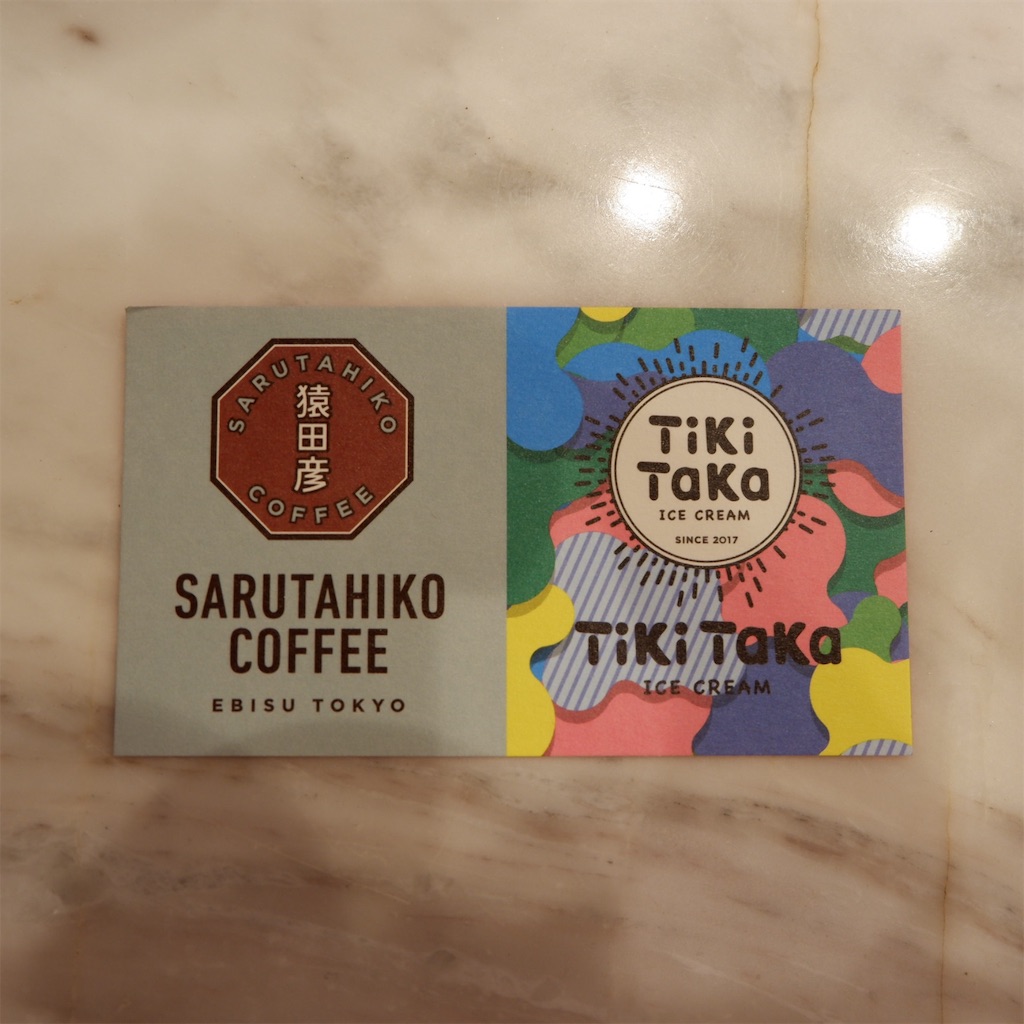 SARUTAHIKO
猿田彦
COFFEE
SARUTAHIKO
COFFEE
EBISU TOKYO
TiKi
TaKa
ICE CREAM
SINCE 2017
TiKi TaKa
ICE CREAM